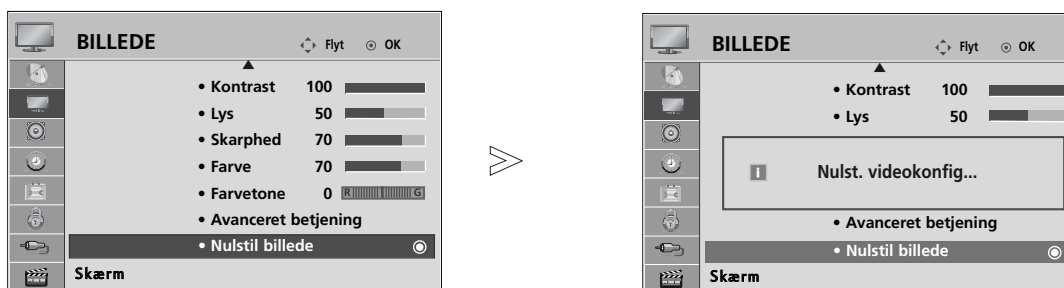 BILLEDE Flyt OK
• Kontrast 100
• Lys 50
• Skarphed 70
• Farve 70
• Farvetone 0 R G
• Avanceret betjening
• Nulstil billede
Skærm
BILLEDE Flyt OK
• Kontrast 100
• Lys 50
i Nulst. videokonfig...
• Avanceret betjening
• Nulstil billede
Skærm